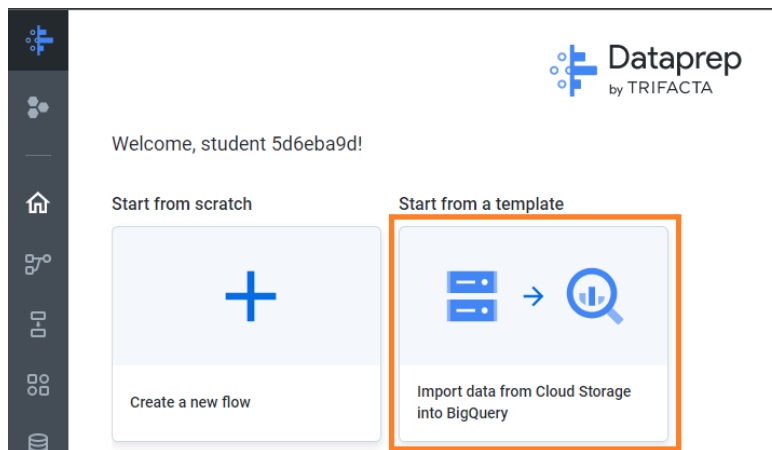 Dataprep
by TRIFACTA
Welcome, student 5d6eba9d!
Start from scratch
Start from a template
Create a new flow
Import data from Cloud Storage
into BigQuery